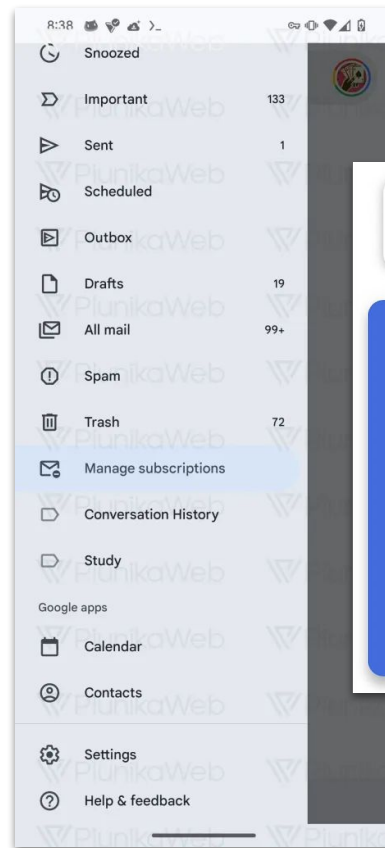 8:38
Snoozed
Important 133
Sent 1
Scheduled
Outbox
Drafts 19
All mail 99+
Spam
Trash 72
Manage subscriptions
Conversation History
Study
Google apps
Calendar
Contacts
Settings
Help & feedback
PiunikaWeb